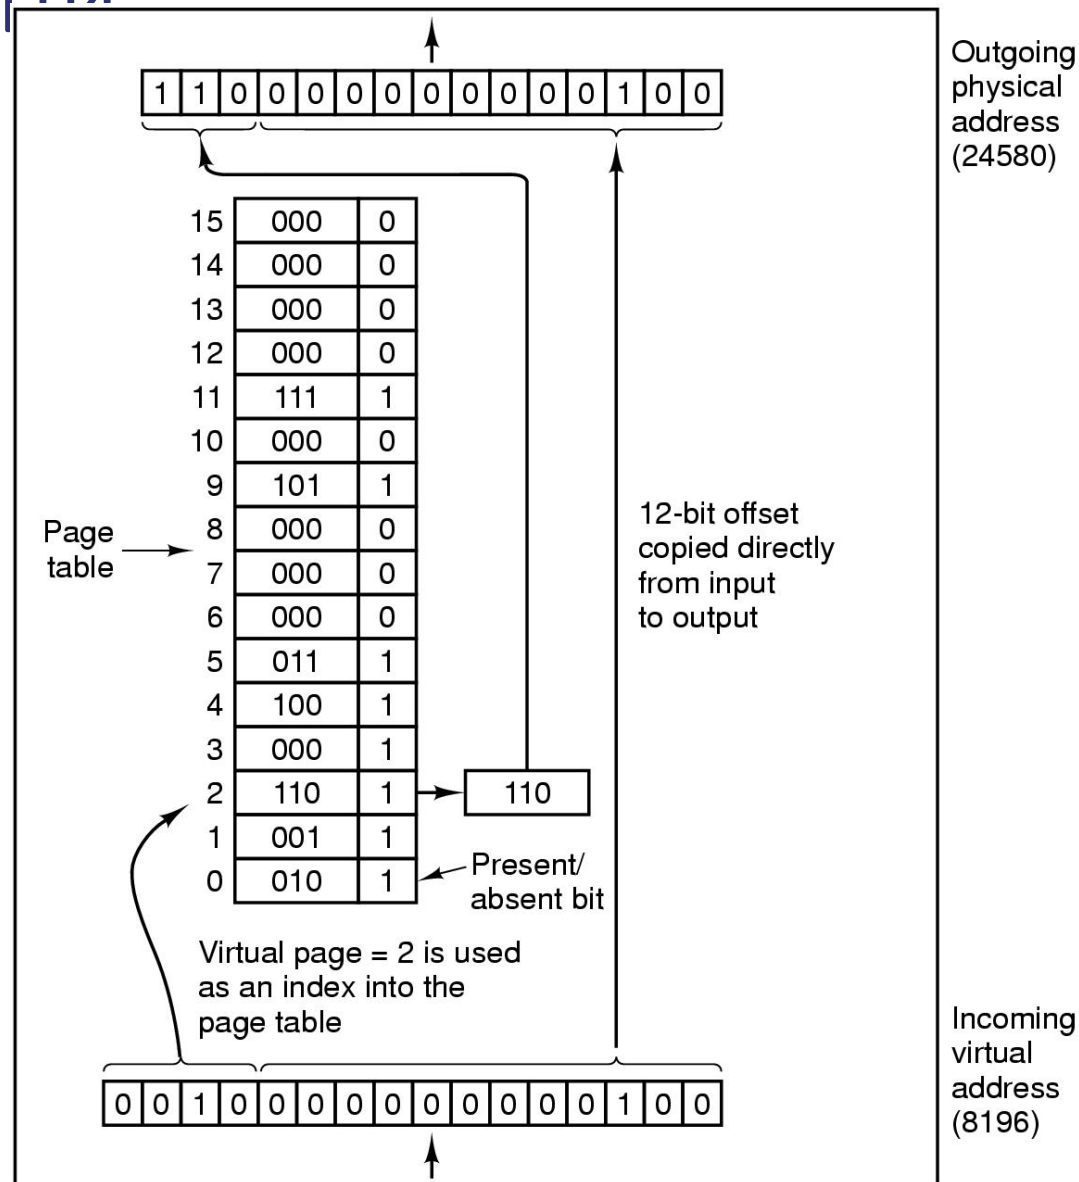 Outgoing
physical
address
(24580)
1 1 0 0 0 0 0 0 0 0 0 0 1 0 0
15 000 0
14 000 0
13 000 0
12 000 0
11 111 1
10 000 0
9 101 1
8 000 0
7 000 0
6 000 0
5 011 1
4 100 1
3 000 1
2 110 1 110
1 001 1
0 010 1
Page
table
12-bit offset
copied directly
from input
to output
Present/
absent bit
Virtual page = 2 is used
as an index into the
page table
0 0 1 0 0 0 0 0 0 0 0 0 0 1 0 0
Incoming
virtual
address
(8196)